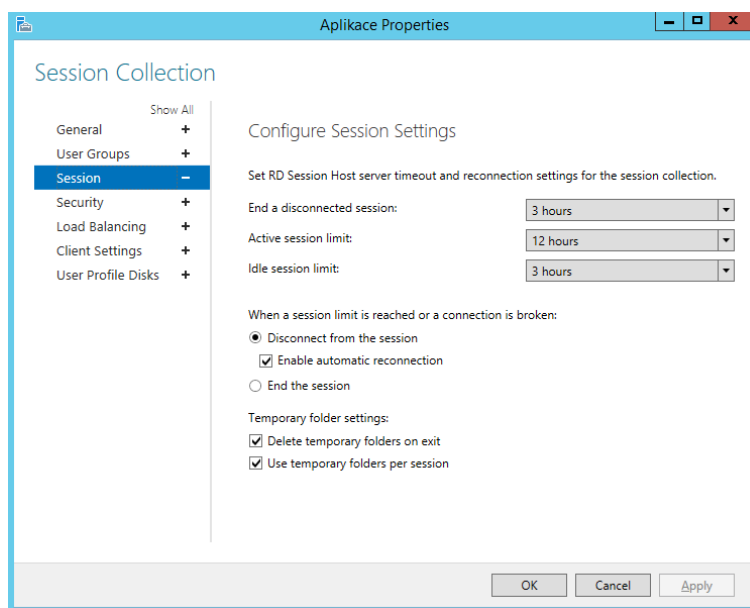 Aplikace Properties
Session Collection
Show All
General +
User Groups +
Session −
Security +
Load Balancing +
Client Settings +
User Profile Disks +
Configure Session Settings
Set RD Session Host server timeout and reconnection settings for the session collection.
End a disconnected session: 3 hours
Active session limit: 12 hours
Idle session limit: 3 hours
When a session limit is reached or a connection is broken:
Disconnect from the session
Enable automatic reconnection
End the session
Temporary folder settings:
Delete temporary folders on exit
Use temporary folders per session
OK Cancel Apply